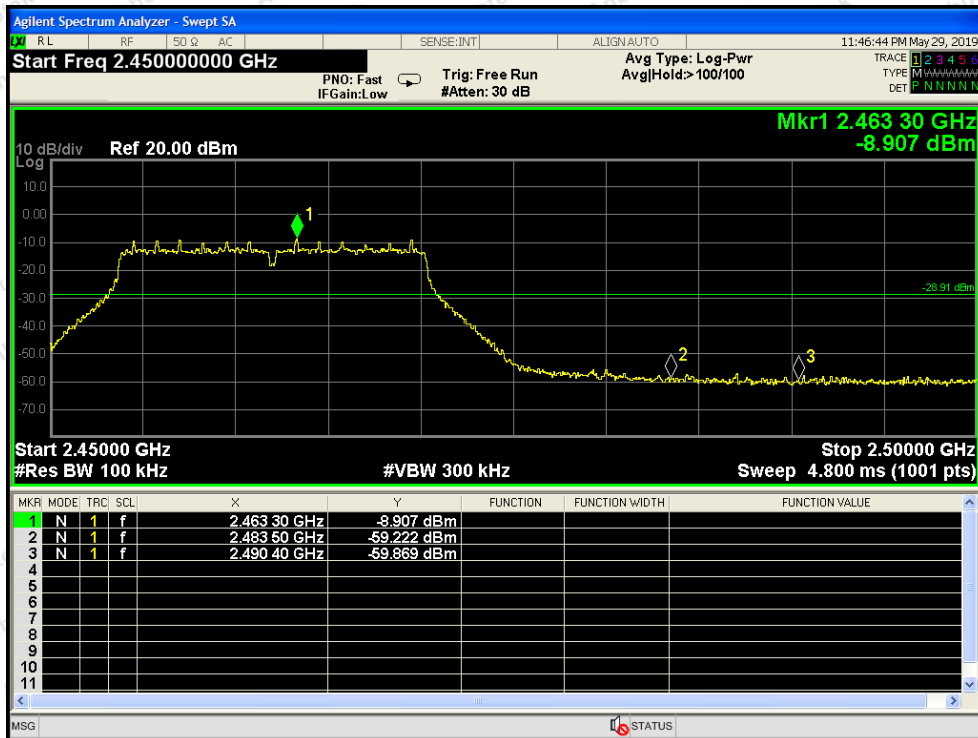 Agilent Spectrum Analyzer - Swept SA
LXI RL RF 50 Ω AC SENSE:INT ALIGN AUTO 11:46:44 PM May 29, 2019
Start Freq 2.450000000 GHz
PNO: Fast
IFGain:Low
Trig: Free Run
#Atten: 30 dB
Avg Type: Log-Pwr
Avg|Hold:>100/100
TRACE 1 2 3 4 5 6
TYPE MWWWWW
DET P N N N N N
Mkr1 2.463 30 GHz
-8.907 dBm
10 dB/div Ref 20.00 dBm
Log
10.0
0.00
-10.0
-20.0
-30.0
-40.0
-50.0
-60.0
-70.0
1
-28.91 dBm
2
3
Start 2.45000 GHz Stop 2.50000 GHz
#Res BW 100 kHz #VBW 300 kHz Sweep 4.800 ms (1001 pts)
MKR MODE TRC SCL X Y FUNCTION FUNCTION WIDTH FUNCTION VALUE
1 N 1 f 2.463 30 GHz -8.907 dBm
2 N 1 f 2.483 50 GHz -59.222 dBm
3 N 1 f 2.490 40 GHz -59.869 dBm
4
5
6
7
8
9
10
11
MSG STATUS